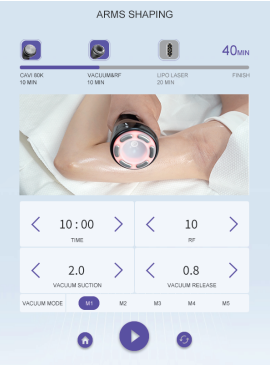 ARMS SHAPING
40MIN
CAVI 80K VACUUM&RF LIPO LASER FINISH
10 MIN 10 MIN 20 MIN
10 : 00 10
TIME RF
2.0 0.8
VACUUM SUCTION VACUUM RELEASE
VACUUM MODE M1 M2 M3 M4 M5